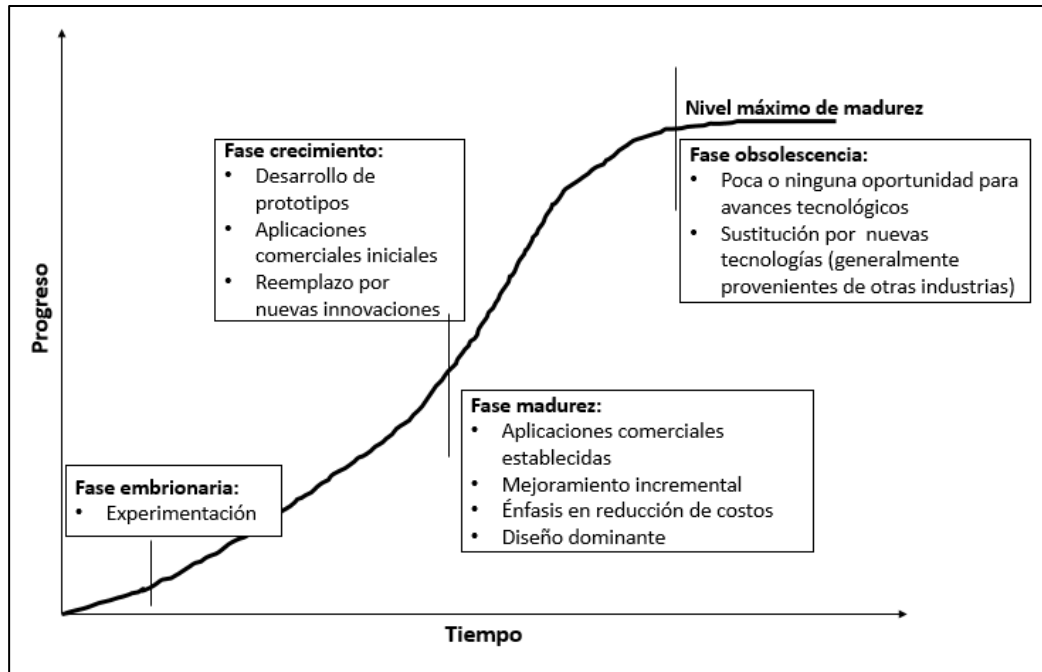 Nivel máximo de madurez
Fase crecimiento:
• Desarrollo de
prototipos
• Aplicaciones
comerciales iniciales
• Reemplazo por
nuevas innovaciones
Fase obsolescencia:
• Poca o ninguna oportunidad para
avances tecnológicos
• Sustitución por nuevas
tecnologías (generalmente
provenientes de otras industrias)
Progreso
Fase madurez:
• Aplicaciones comerciales
establecidas
• Mejoramiento incremental
• Énfasis en reducción de costos
• Diseño dominante
Fase embrionaria:
• Experimentación
Tiempo